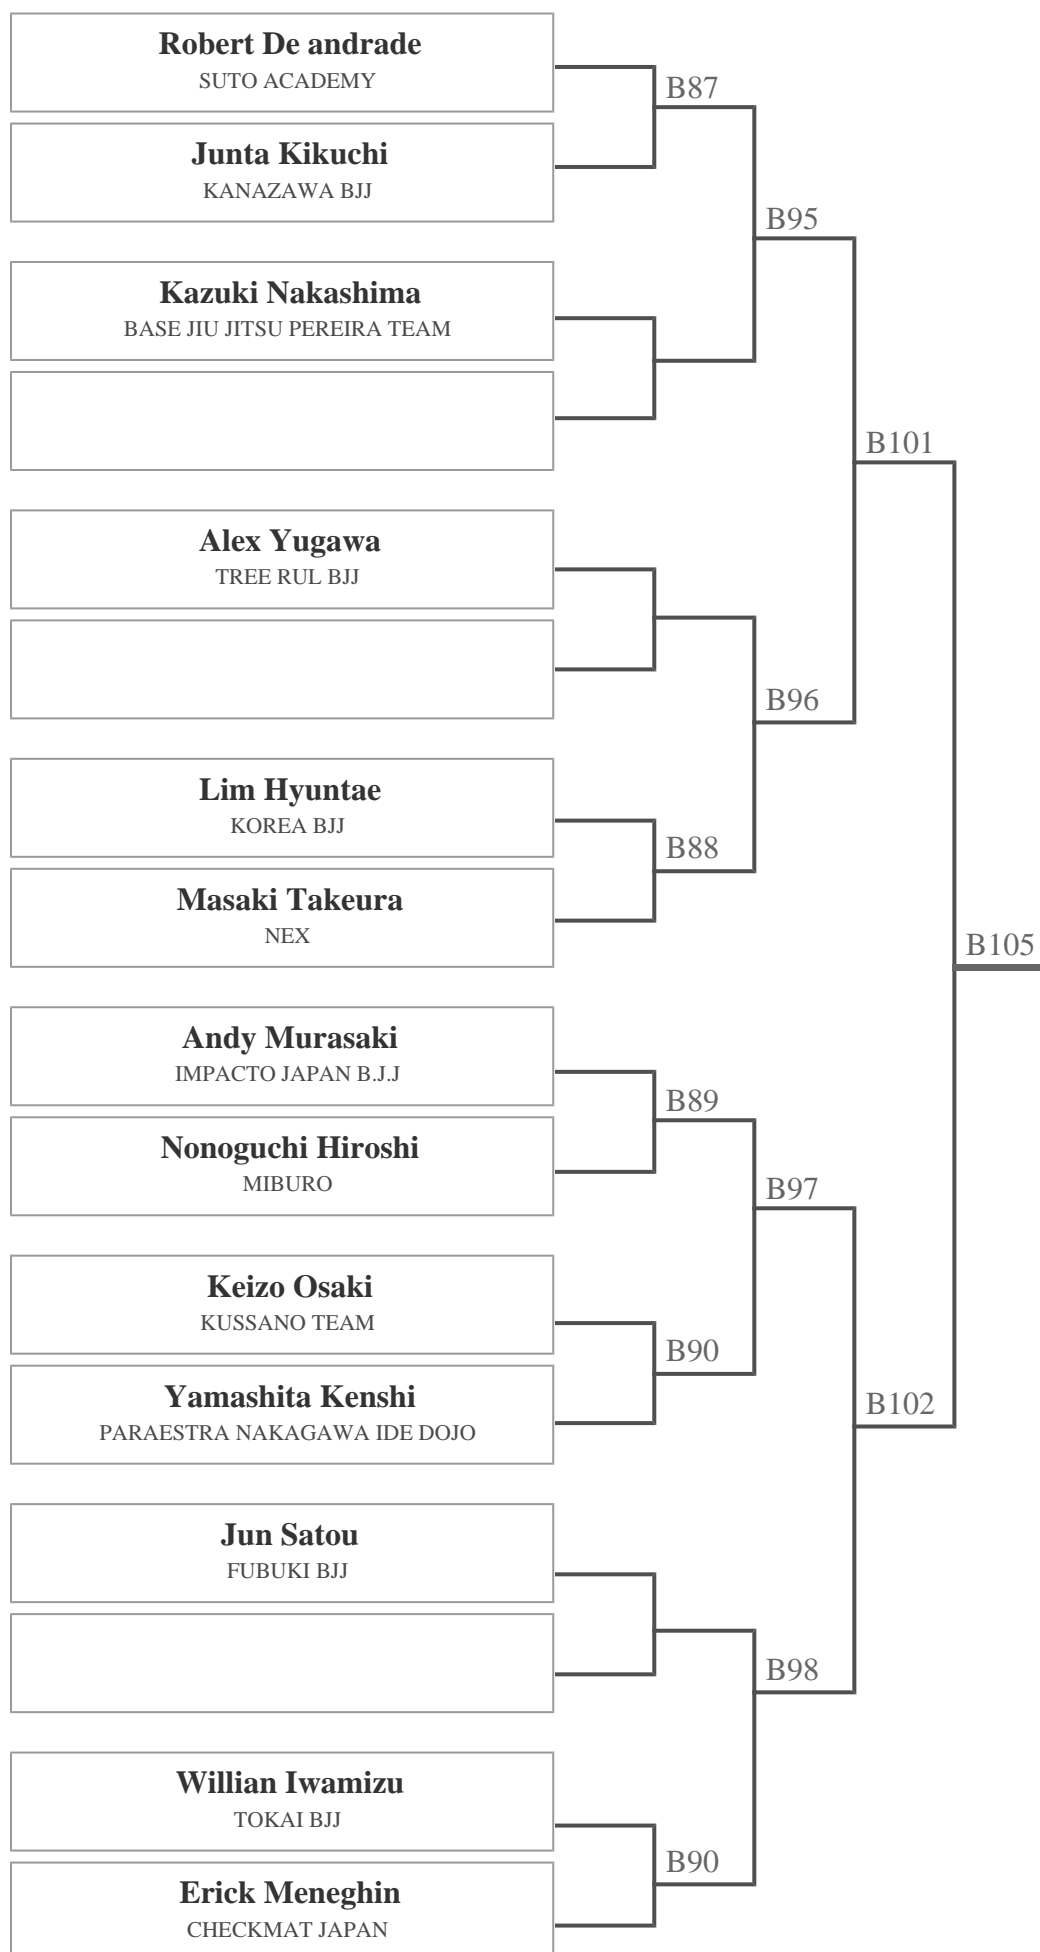 Robert De andrade
SUTO ACADEMY
B87
Junta Kikuchi
KANAZAWA BJJ
B95
Kazuki Nakashima
BASE JIU JITSU PEREIRA TEAM
B101
Alex Yugawa
TREE RUL BJJ
B96
Lim Hyuntae
KOREA BJJ
B88
Masaki Takeura
NEX
B105
Andy Murasaki
IMPACTO JAPAN B.J.J
B89
Nonoguchi Hiroshi
MIBURO
B97
Keizo Osaki
KUSSANO TEAM
B90
Yamashita Kenshi
PARAESTRA NAKAGAWA IDE DOJO
B102
Jun Satou
FUBUKI BJJ
B98
Willian Iwamizu
TOKAI BJJ
B90
Erick Meneghin
CHECKMAT JAPAN